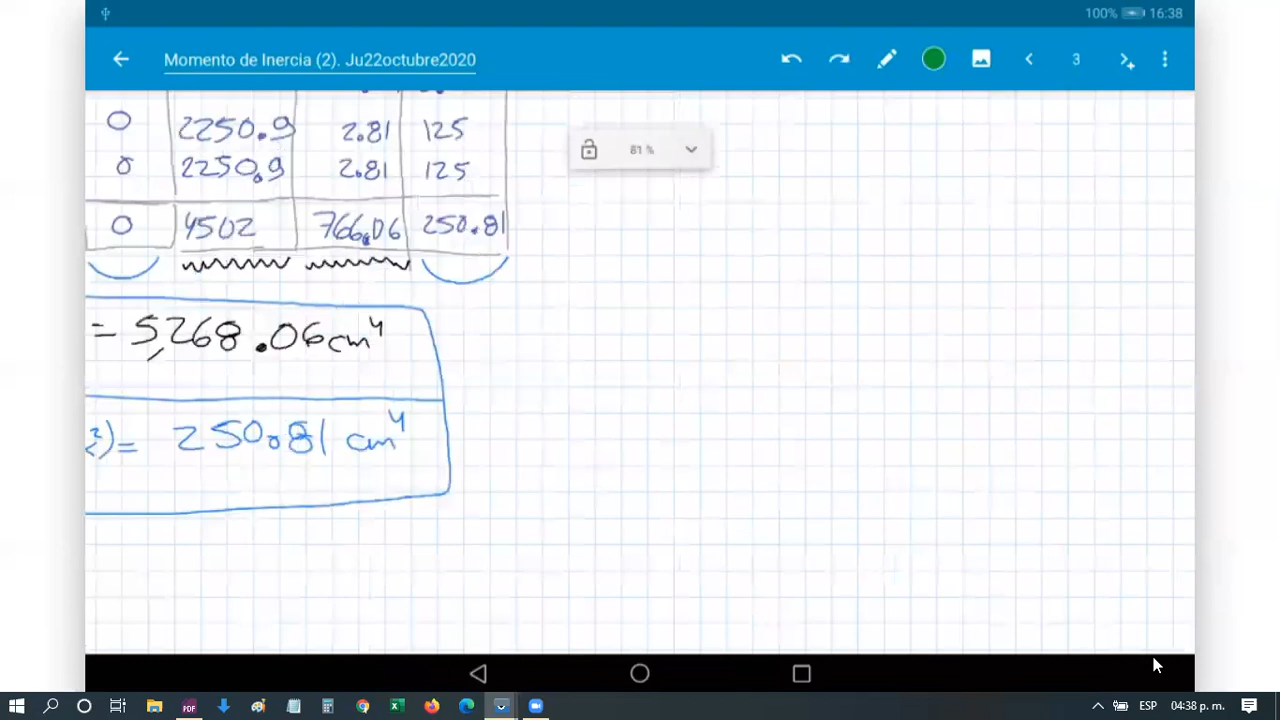 100% 16:38
Momento de Inercia (2). Ju22octubre2020
3
81 %
0 2250.9 2.81 125
0 2250.9 2.81 125
0 4502 766.06 250.81
= 5,268.06 cm⁴
²)= 250.81 cm⁴
PDF
ESP 04:38 p. m.